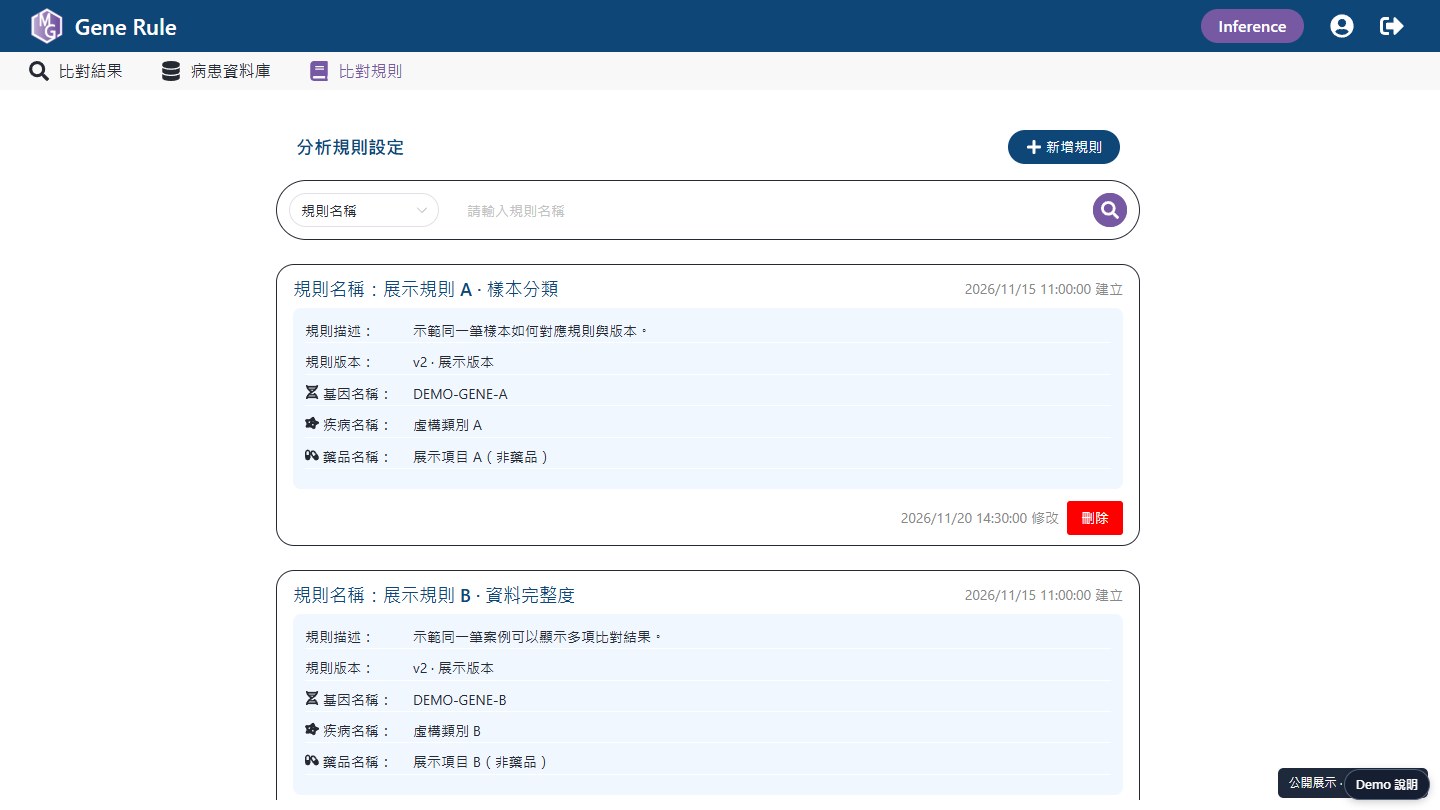 MG Gene Rule
Inference
比對結果
病患資料庫
比對規則
分析規則設定
新增規則
規則名稱
請輸入規則名稱
規則名稱：展示規則 A · 樣本分類
2026/11/15 11:00:00 建立
規則描述： 示範同一筆樣本如何對應規則與版本。
規則版本： v2 · 展示版本
基因名稱： DEMO-GENE-A
疾病名稱： 虛構類別 A
藥品名稱： 展示項目 A（非藥品）
2026/11/20 14:30:00 修改
刪除
規則名稱：展示規則 B · 資料完整度
2026/11/15 11:00:00 建立
規則描述： 示範同一筆案例可以顯示多項比對結果。
規則版本： v2 · 展示版本
基因名稱： DEMO-GENE-B
疾病名稱： 虛構類別 B
藥品名稱： 展示項目 B（非藥品）
公開展示 ·
Demo 說明